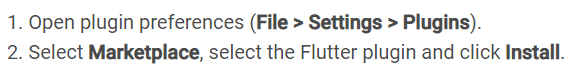 1. Open plugin preferences (File > Settings > Plugins).
2. Select Marketplace, select the Flutter plugin and click Install.